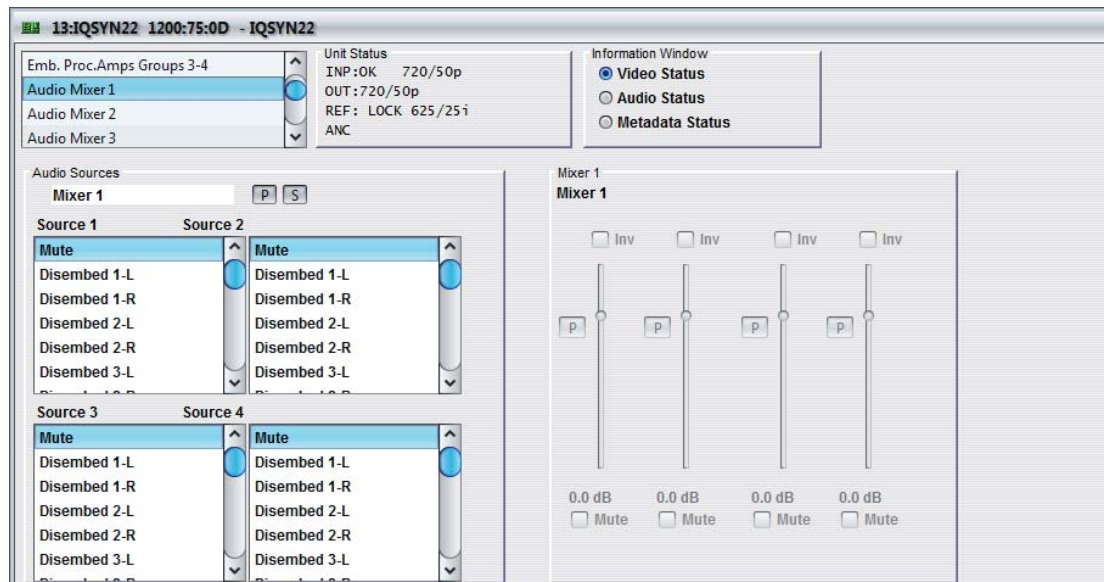 13:IQSYN22 1200:75:0D - IQSYN22
Emb. Proc.Amps Groups 3-4
Audio Mixer 1
Audio Mixer 2
Audio Mixer 3
Unit Status
INP:OK 720/50p
OUT:720/50p
REF: LOCK 625/25i
ANC
Information Window
Video Status
Audio Status
Metadata Status
Audio Sources
Mixer 1
P S
Source 1 Source 2
Mute
Disembed 1-L
Disembed 1-R
Disembed 2-L
Disembed 2-R
Disembed 3-L
Mute
Disembed 1-L
Disembed 1-R
Disembed 2-L
Disembed 2-R
Disembed 3-L
Source 3 Source 4
Mute
Disembed 1-L
Disembed 1-R
Disembed 2-L
Disembed 2-R
Disembed 3-L
Mute
Disembed 1-L
Disembed 1-R
Disembed 2-L
Disembed 2-R
Disembed 3-L
Mixer 1
Mixer 1
Inv Inv Inv Inv
P P P P
0.0 dB 0.0 dB 0.0 dB 0.0 dB
Mute Mute Mute Mute